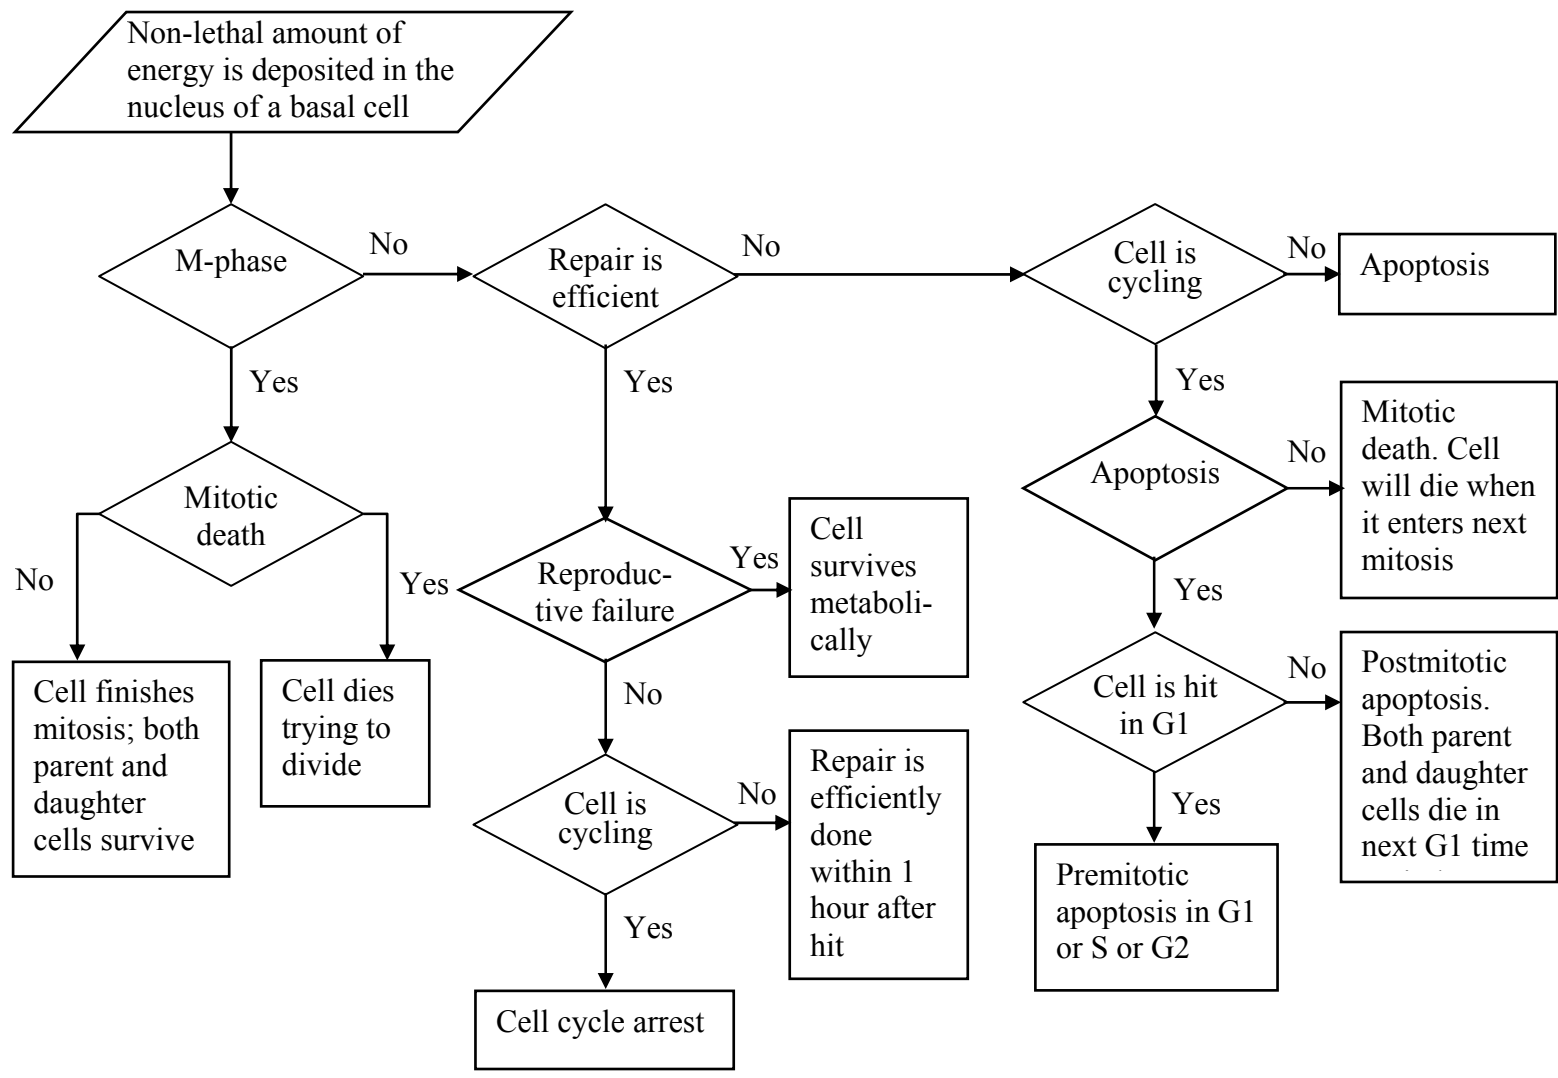 Non-lethal amount of
energy is deposited in the
nucleus of a basal cell
M-phase
No
Repair is
efficient
No
Cell is
cycling
No
Apoptosis
Yes
Yes
Yes
Mitotic
death
No
Yes
Cell finishes
mitosis; both
parent and
daughter
cells survive
Cell dies
trying to
divide
Reproduc-
tive failure
Yes
Cell
survives
metaboli-
cally
No
Cell is
cycling
No
Repair is
efficiently
done
within 1
hour after
hit
Yes
Cell cycle arrest
Apoptosis
No
Mitotic
death. Cell
will die when
it enters next
mitosis
Yes
Cell is hit
in G1
No
Postmitotic
apoptosis.
Both parent
and daughter
cells die in
next G1 time
Yes
Premitotic
apoptosis in G1
or S or G2